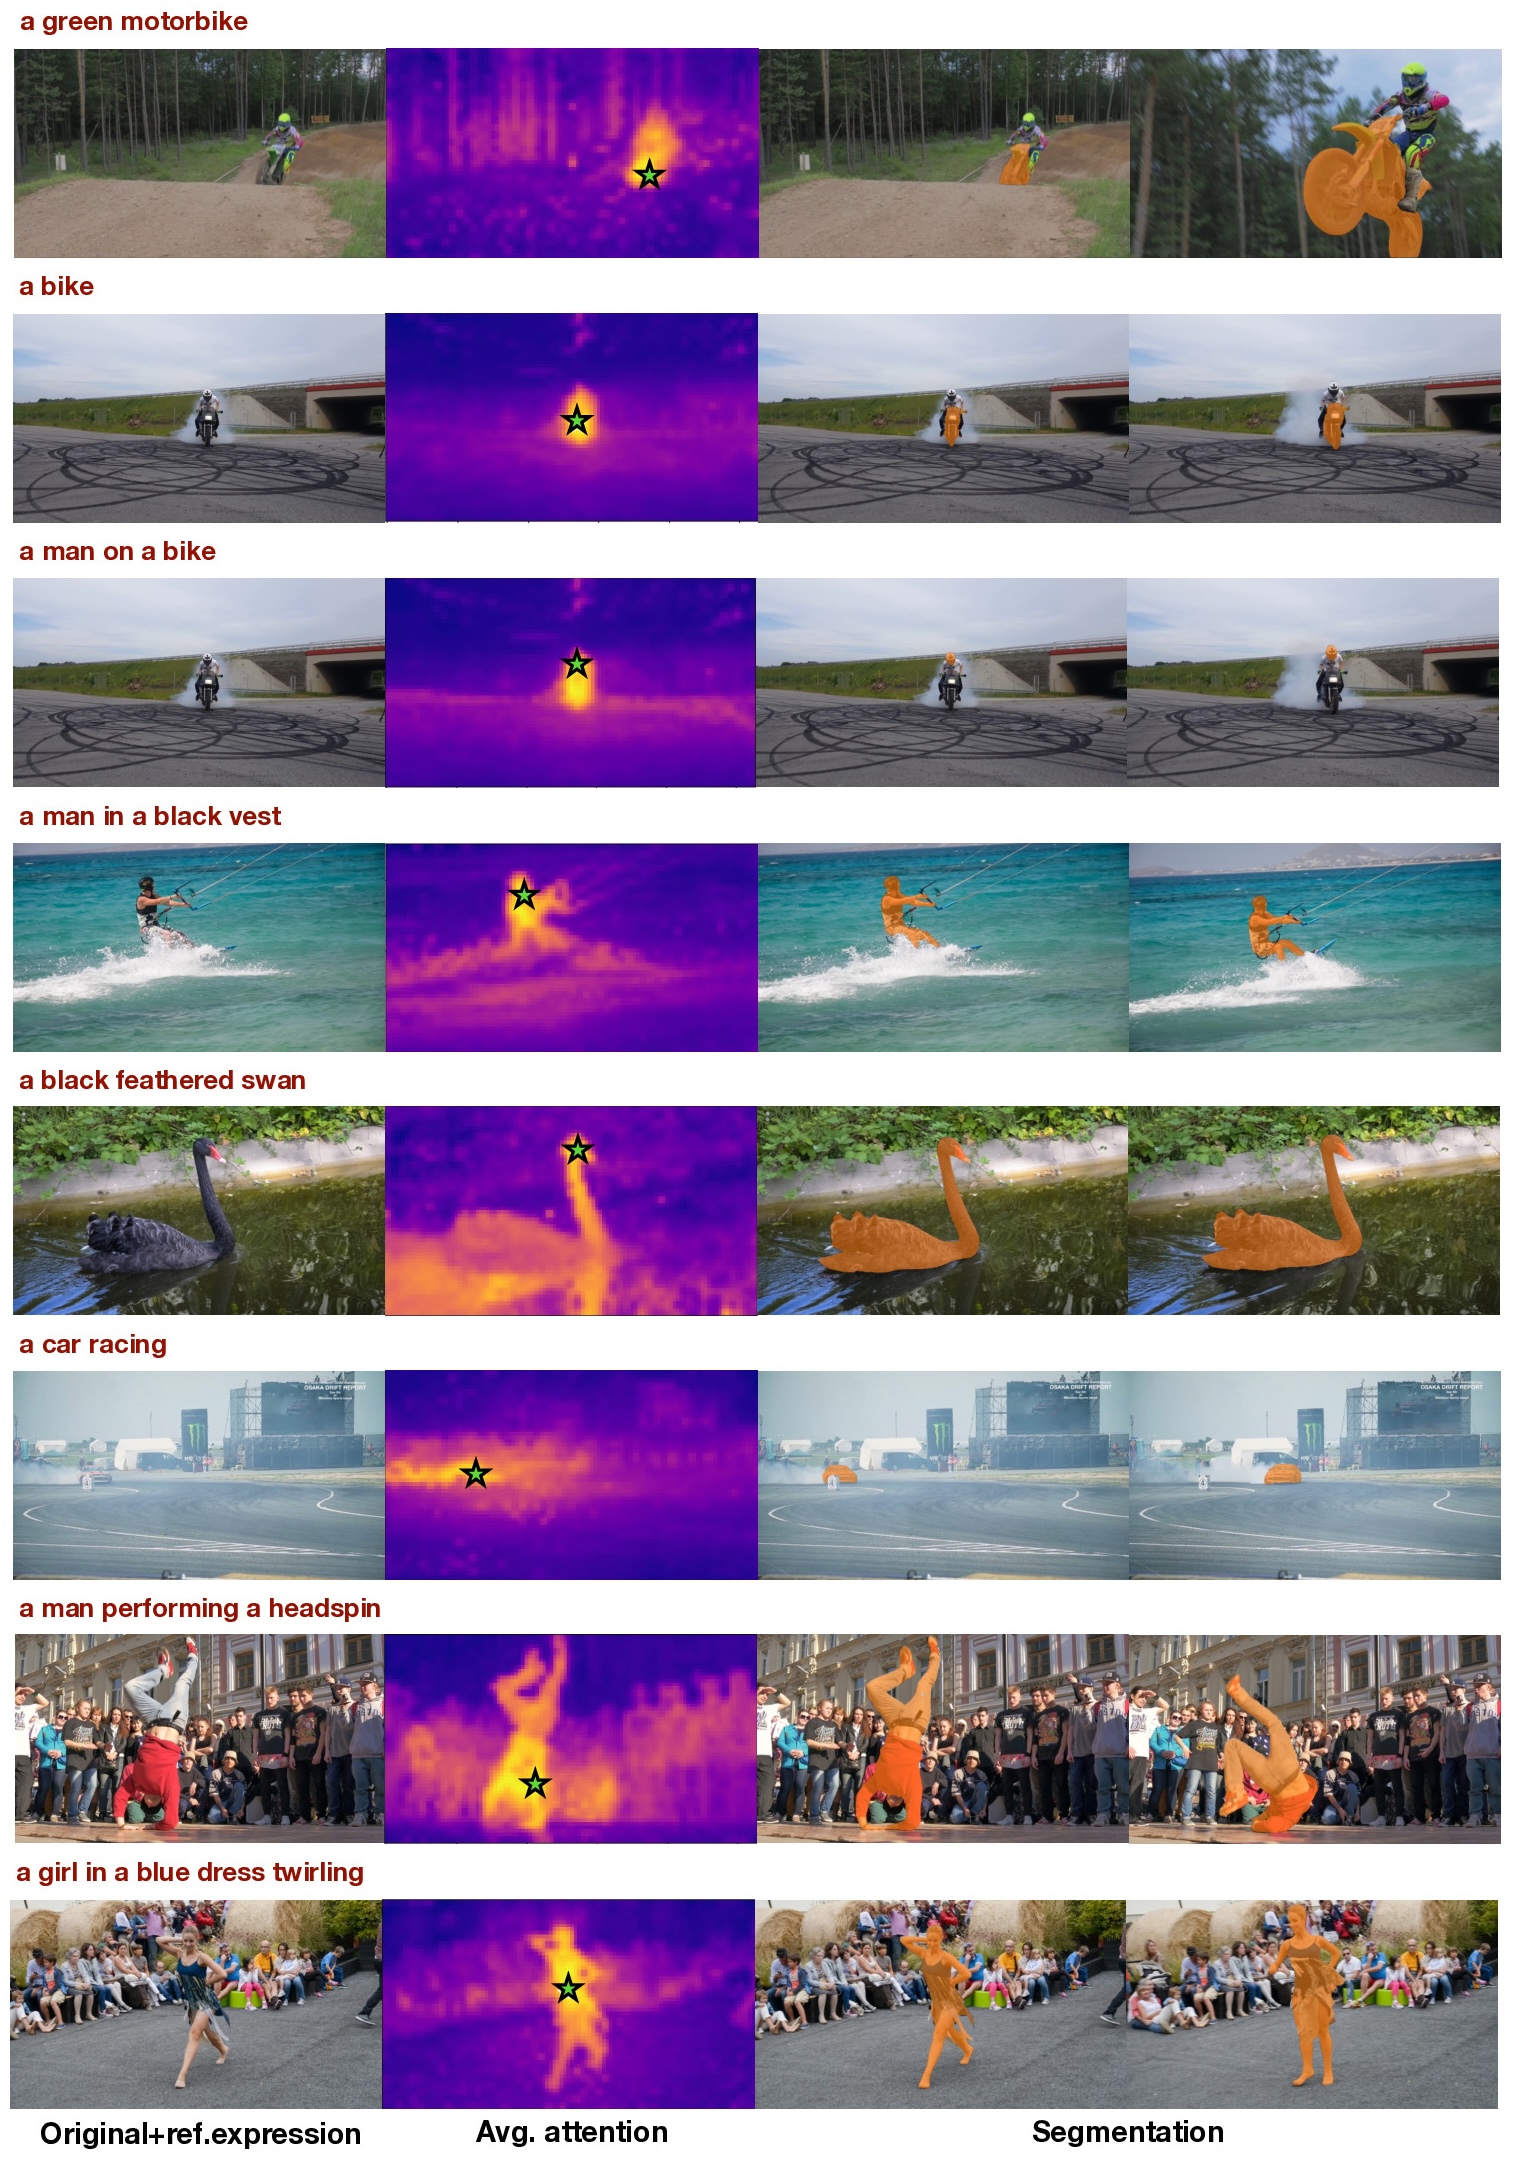 a green motorbike
a bike
a man on a bike
a man in a black vest
a black feathered swan
a car racing
OSAKA DRIFT REPORT
OSAKA DRIFT REPORT
OSAKA DRIFT REPORT
a man performing a headspin
a girl in a blue dress twirling
Original+ref.expression
Avg. attention
Segmentation